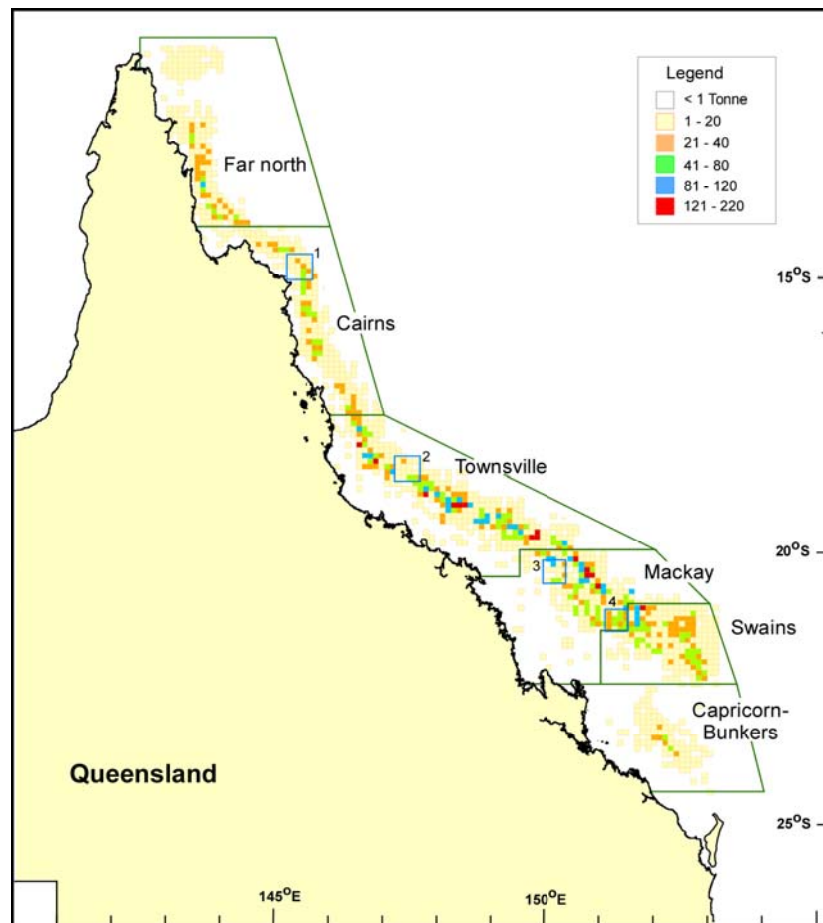 Legend
< 1 Tonne
1 - 20
21 - 40
41 - 80
81 - 120
121 - 220
Far north
1
15°S
Cairns
2
Townsville
20°S
3
Mackay
4
Swains
Capricorn-
Bunkers
Queensland
25°S
145°E
150°E